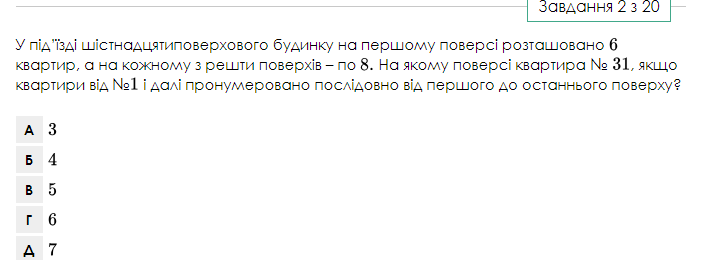 Завдання 2 з 20
У під'їзді шістнадцятиповерхового будинку на першому поверсі розташовано 6
квартир, а на кожному з решти поверхів – по 8. На якому поверсі квартира № 31, якщо
квартири від №1 і далі пронумеровано послідовно від першого до останнього поверху?
А 3
Б 4
В 5
Г 6
Д 7